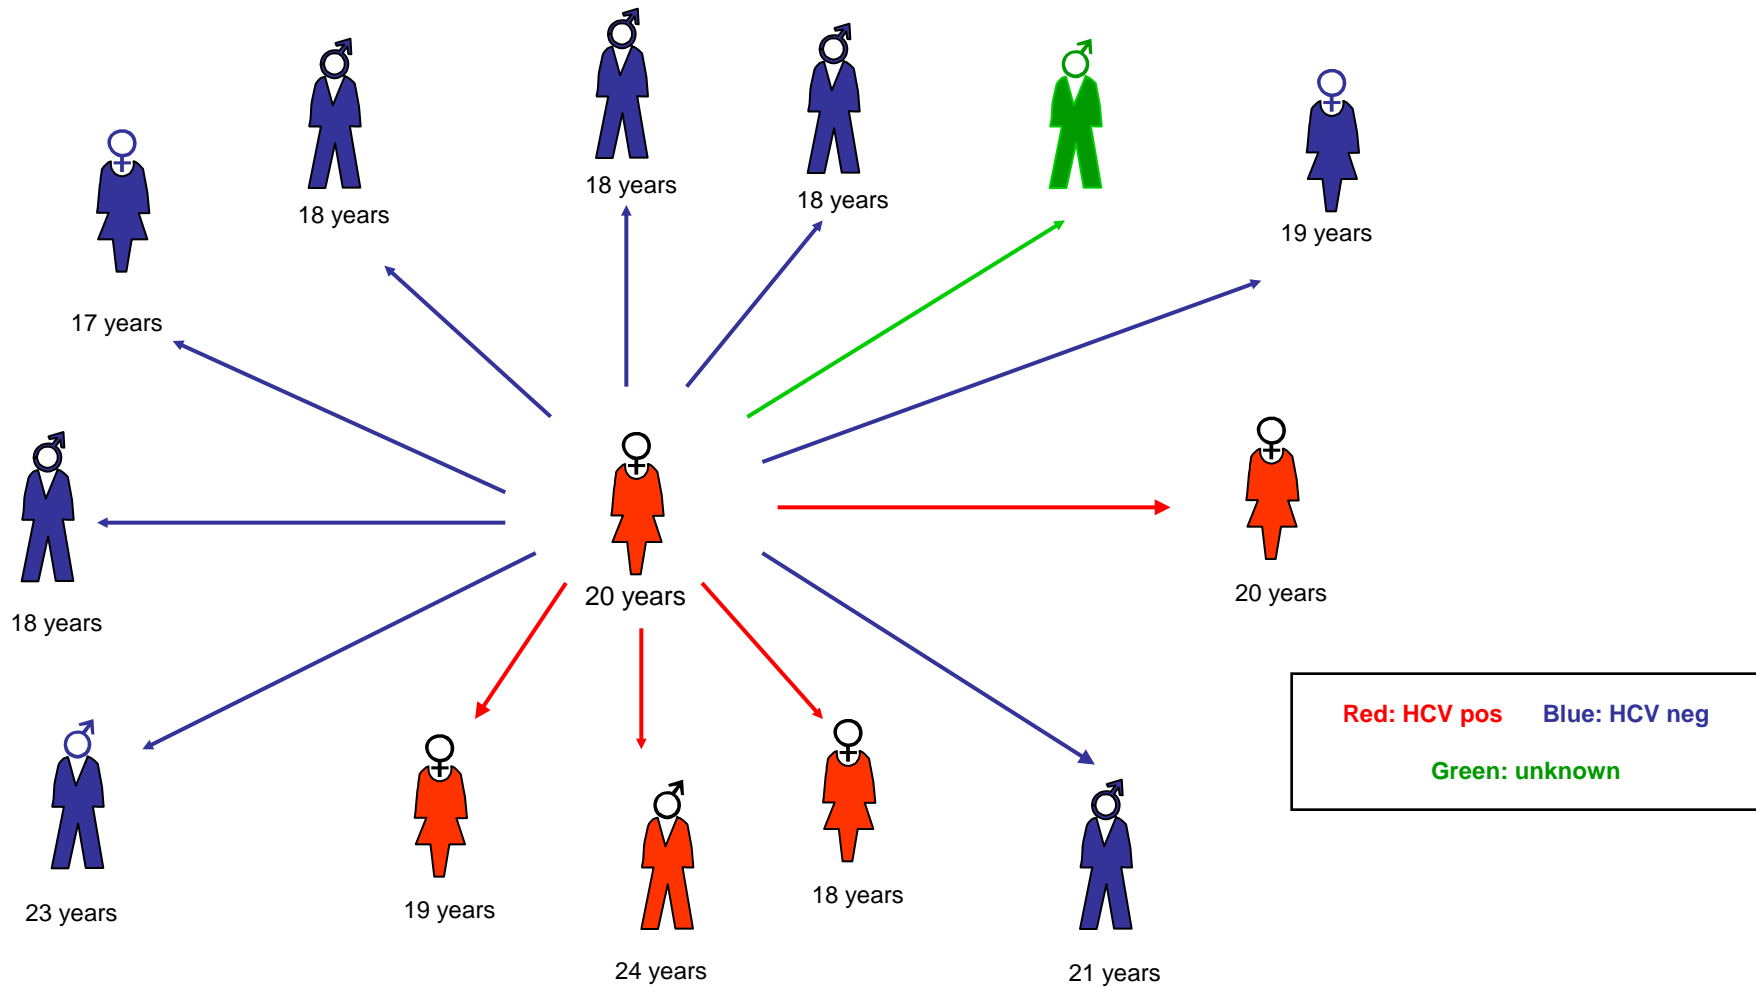 18 years
18 years
18 years
19 years
17 years
20 years
20 years
18 years
23 years
19 years
24 years
18 years
21 years
Red: HCV pos Blue: HCV neg
Green: unknown